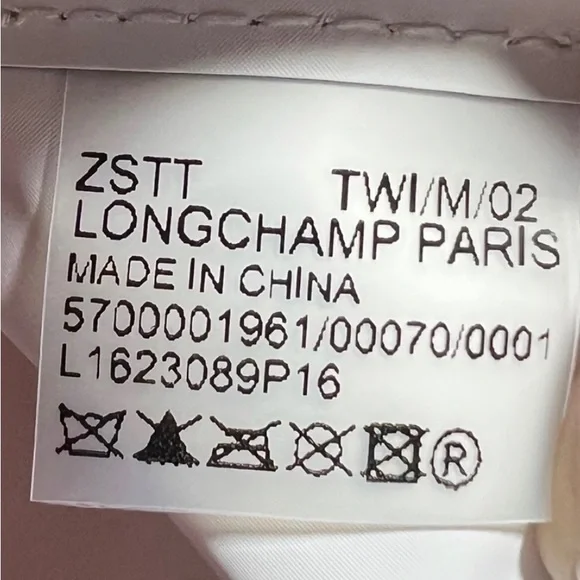 ZSTT TWI/M/02
LONGCHAMP PARIS
MADE IN CHINA
5700001961/00070/0001
L1623089P16
®